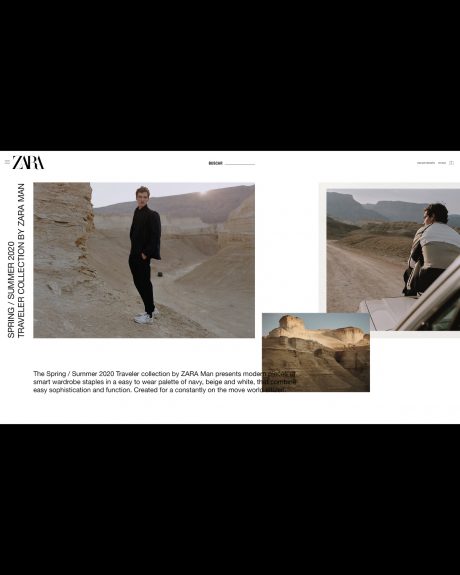 ZARA
BUSCAR
SPRING / SUMMER 2020
TRAVELER COLLECTION BY ZARA MAN
The Spring / Summer 2020 Traveler collection by ZARA Man presents modern
smart wardrobe staples in a easy to wear palette of navy, beige and white, that combine
easy sophistication and function. Created for a constantly on the move world